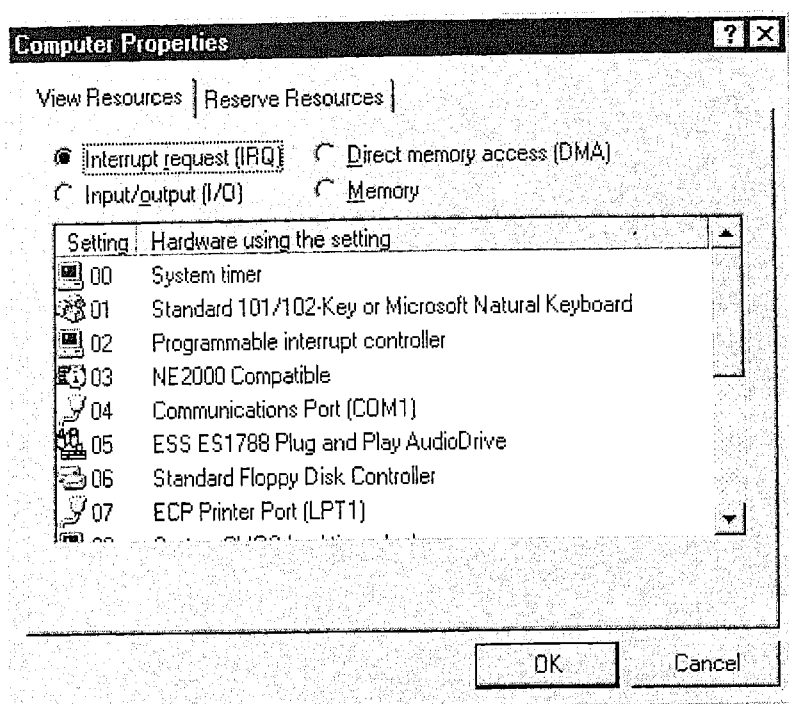 Computer Properties ? ×
View Resources Reserve Resources
Interrupt request (IRQ) Direct memory access (DMA)
Input/output (I/O) Memory
Setting Hardware using the setting
00 System timer
01 Standard 101/102-Key or Microsoft Natural Keyboard
02 Programmable interrupt controller
03 NE2000 Compatible
04 Communications Port (COM1)
05 ESS ES1788 Plug and Play AudioDrive
06 Standard Floppy Disk Controller
07 ECP Printer Port (LPT1)
OK Cancel